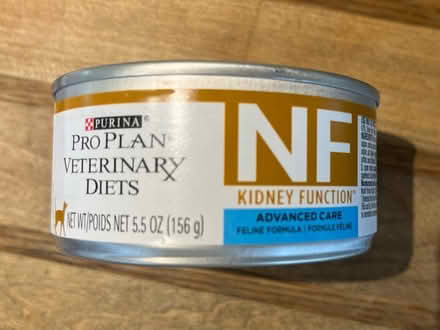 PURINA
PRO PLAN
VETERINARY
DIETS
NET WT/POIDS NET 5.5 OZ (156 g)
NF
KIDNEY FUNCTION™
ADVANCED CARE
FELINE FORMULA | FORMULE FÉLINE